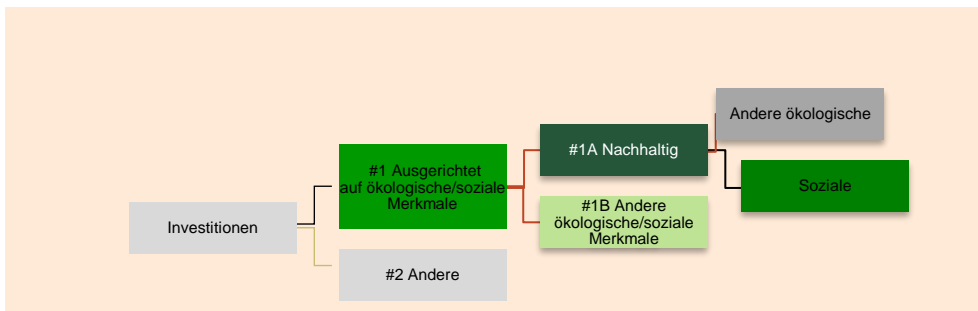 Investitionen
#1 Ausgerichtet
auf ökologische/soziale
Merkmale
#2 Andere
#1A Nachhaltig
#1B Andere
ökologische/soziale
Merkmale
Andere ökologische
Soziale